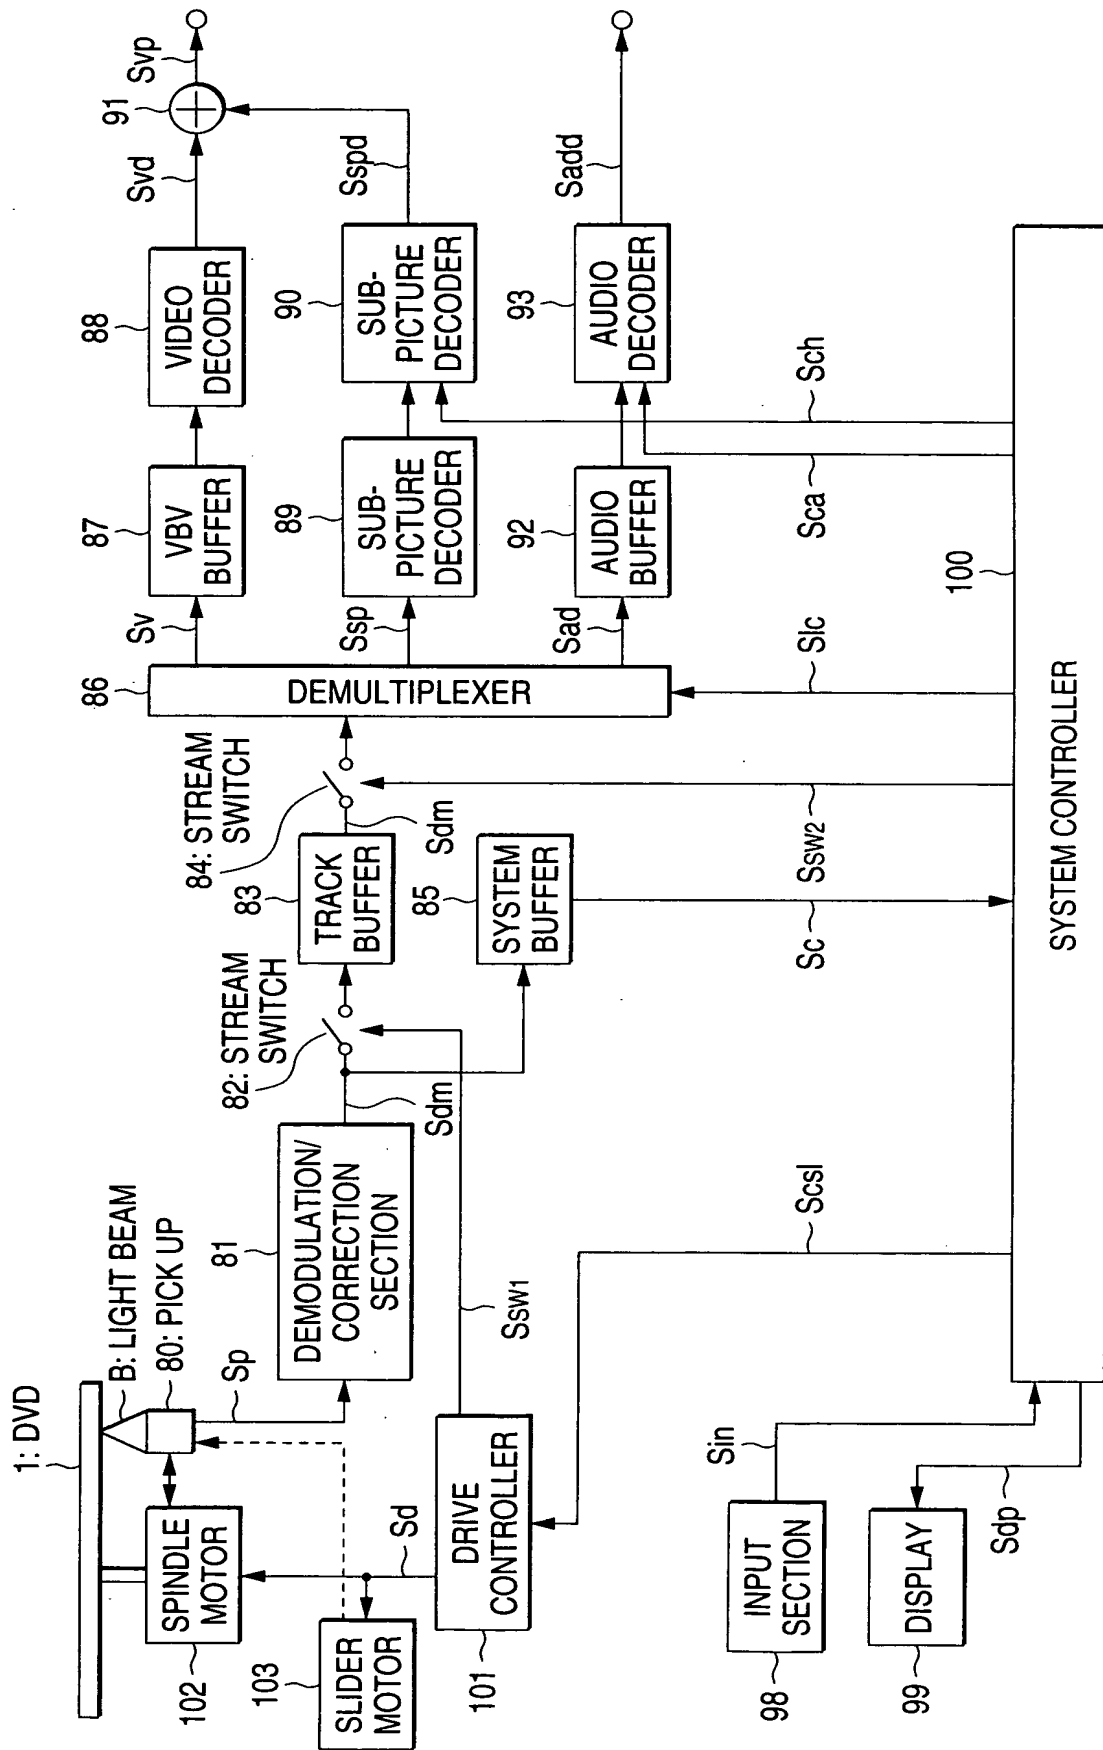 1: DVD
B: LIGHT BEAM
80: PICK UP
Sp
SPINDLE
MOTOR
102
103
SLIDER
MOTOR
Sd
DRIVE
CONTROLLER
101
81
DEMODULATION/
CORRECTION
SECTION
Sdm
SSW1
82: STREAM
SWITCH
83
TRACK
BUFFER
Sdm
84: STREAM
SWITCH
85
SYSTEM
BUFFER
86
DEMULTIPLEXER
Sv
87
VBV
BUFFER
88
VIDEO
DECODER
Svd
91
Svp
Ssp
89
SUB-
PICTURE
DECODER
90
SUB-
PICTURE
DECODER
Sspd
Sad
92
AUDIO
BUFFER
93
AUDIO
DECODER
Sadd
Scsl
Sc
SSW2
Slc
Sca
Sch
Sin
INPUT
SECTION
98
DISPLAY
99
Sdp
100
SYSTEM CONTROLLER